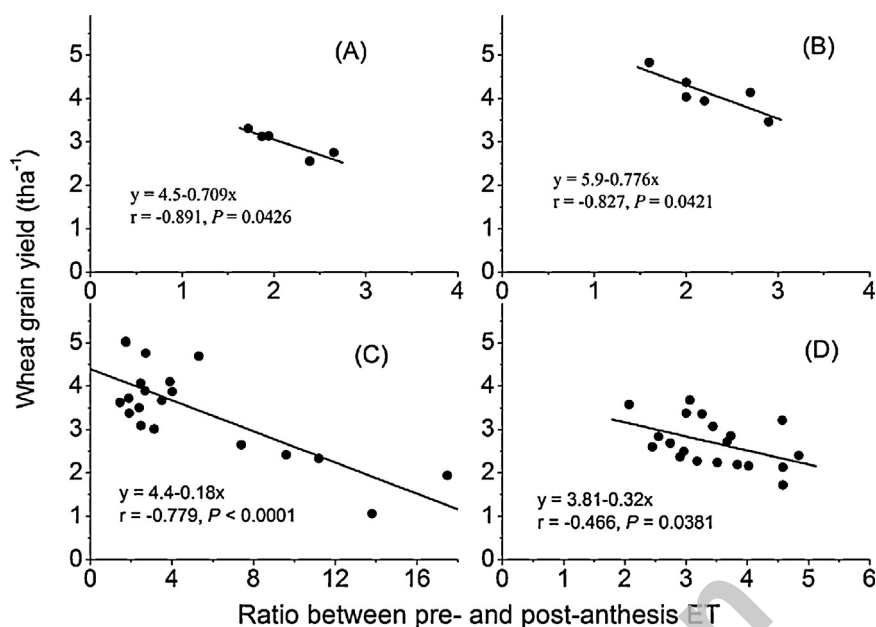 (A)
5
4
3
2
1
0
0 1 2 3 4
y = 4.5-0.709x
r = -0.891, P = 0.0426
(B)
5
4
3
2
1
0
0 1 2 3 4
y = 5.9-0.776x
r = -0.827, P = 0.0421
Wheat grain yield (tha⁻¹)
(C)
5
4
3
2
1
0
0 4 8 12 16
y = 4.4-0.18x
r = -0.779, P < 0.0001
(D)
5
4
3
2
1
0
1 2 3 4 5 6
y = 3.81-0.32x
r = -0.466, P = 0.0381
Ratio between pre- and post-anthesis ET